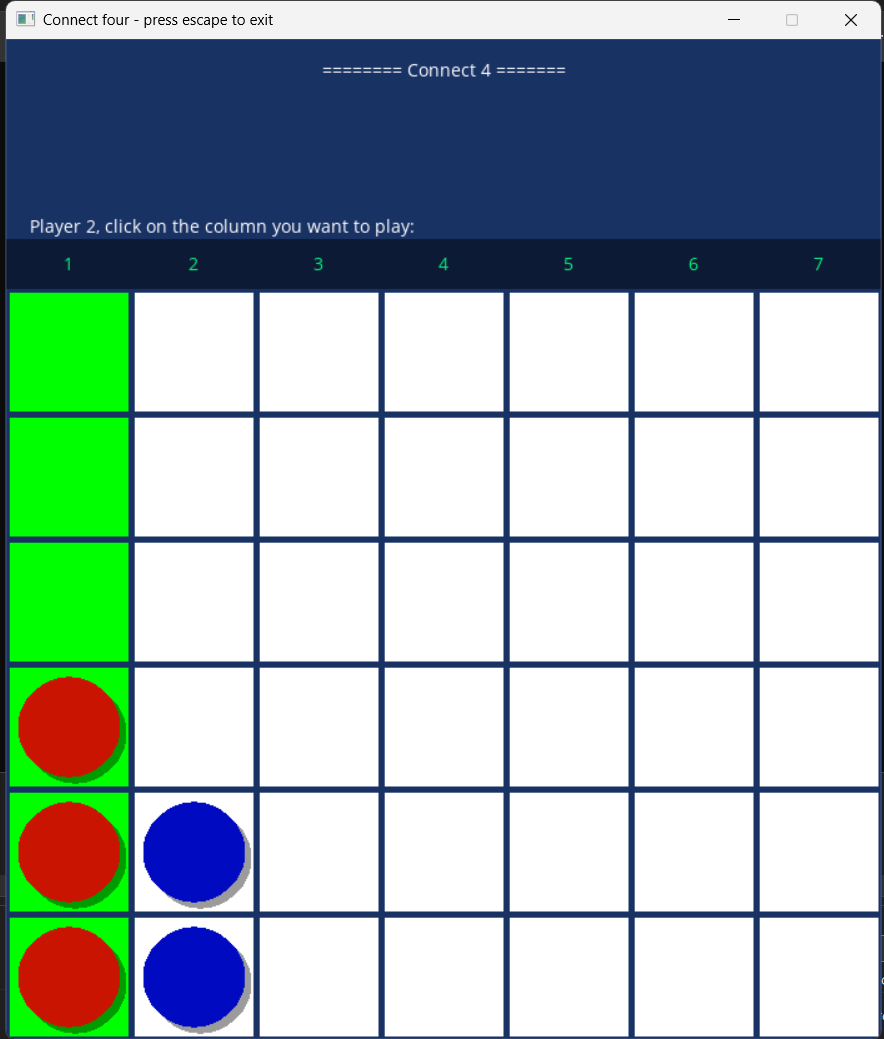 Connect four - press escape to exit
======== Connect 4 =======
Player 2, click on the column you want to play:
1 2 3 4 5 6 7